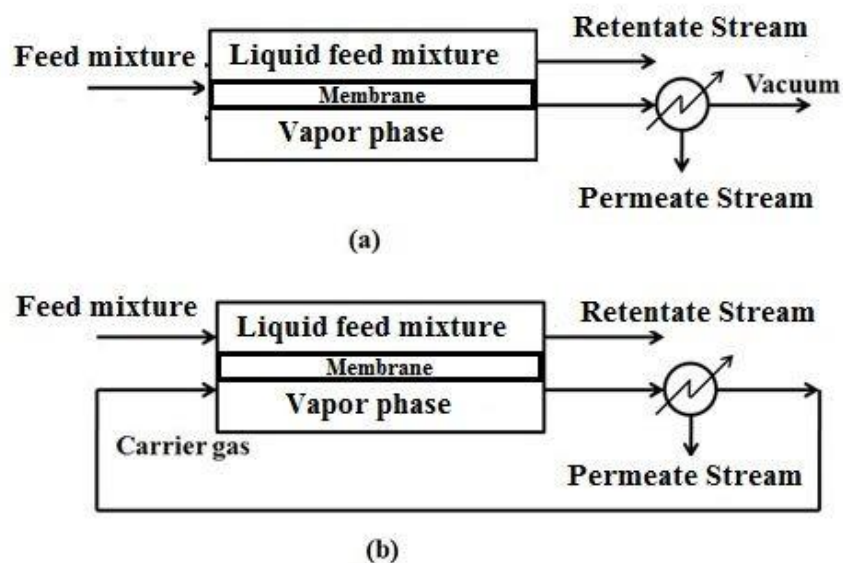 Retentate Stream
Feed mixture
Liquid feed mixture
Vacuum
Membrane
Vapor phase
Permeate Stream
(a)
Feed mixture
Retentate Stream
Liquid feed mixture
Membrane
Vapor phase
Carrier gas
Permeate Stream
(b)